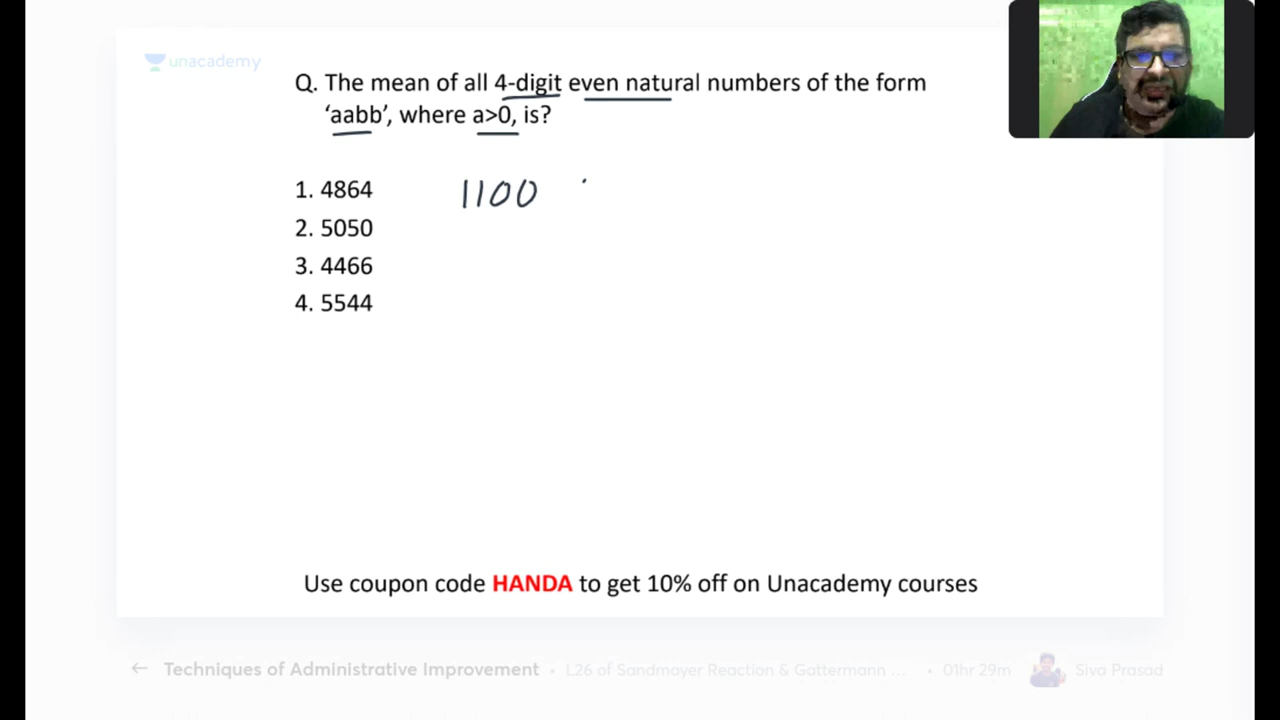 unacademy
Q. The mean of all 4-digit even natural numbers of the form
‘aabb’, where a>0, is?
1. 4864
1100
2. 5050
3. 4466
4. 5544
Use coupon code HANDA to get 10% off on Unacademy courses
← Techniques of Administrative Improvement • L26 of Sandmayer Reaction & Gattermann ... • 01hr 29m Siva Prasad